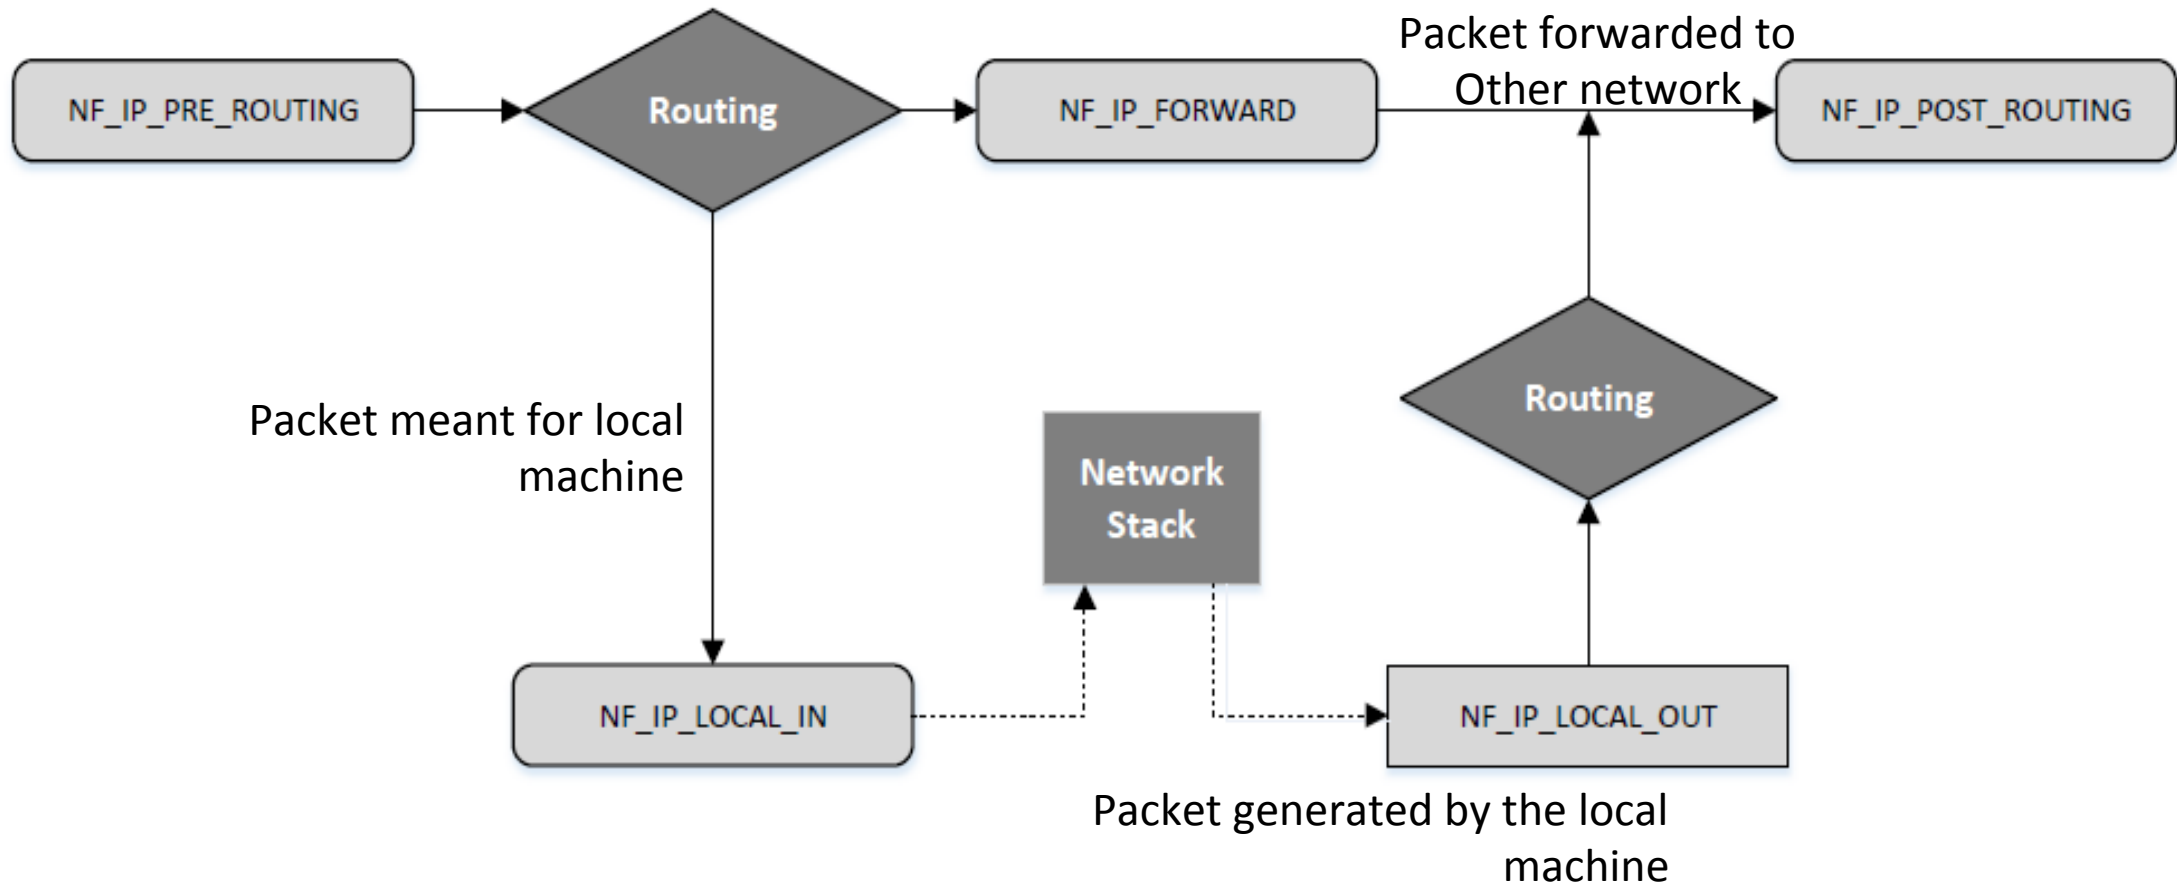 Packet forwarded to
Other network
NF_IP_PRE_ROUTING
Routing
NF_IP_FORWARD
NF_IP_POST_ROUTING
Packet meant for local
machine
Network
Stack
Routing
NF_IP_LOCAL_IN
NF_IP_LOCAL_OUT
Packet generated by the local
machine